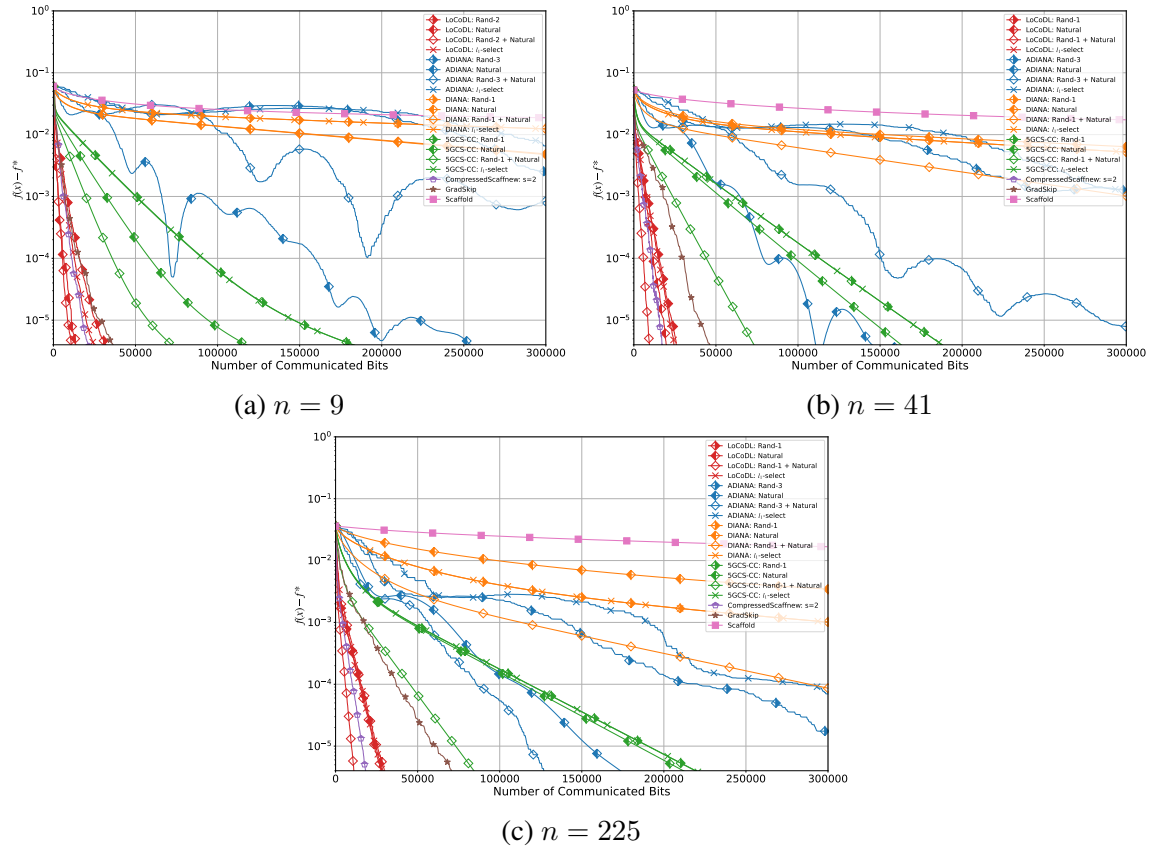 10⁰
10⁻¹
10⁻²
10⁻³
10⁻⁴
10⁻⁵
f(x) − f*
0
50000
100000
150000
200000
250000
300000
Number of Communicated Bits
LoCoDL: Rand-2
LoCoDL: Natural
LoCoDL: Rand-2 + Natural
LoCoDL: l₁-select
ADIANA: Rand-3
ADIANA: Natural
ADIANA: Rand-3 + Natural
ADIANA: l₁-select
DIANA: Rand-1
DIANA: Natural
DIANA: Rand-1 + Natural
DIANA: l₁-select
5GCS-CC: Rand-1
5GCS-CC: Natural
5GCS-CC: Rand-1 + Natural
5GCS-CC: l₁-select
CompressedScaffnew: s=2
GradSkip
Scaffold
(a) n = 9
10⁰
10⁻¹
10⁻²
10⁻³
10⁻⁴
10⁻⁵
f(x) − f*
0
50000
100000
150000
200000
250000
300000
Number of Communicated Bits
LoCoDL: Rand-1
LoCoDL: Natural
LoCoDL: Rand-1 + Natural
LoCoDL: l₁-select
ADIANA: Rand-3
ADIANA: Natural
ADIANA: Rand-3 + Natural
ADIANA: l₁-select
DIANA: Rand-1
DIANA: Natural
DIANA: Rand-1 + Natural
DIANA: l₁-select
5GCS-CC: Rand-1
5GCS-CC: Natural
5GCS-CC: Rand-1 + Natural
5GCS-CC: l₁-select
CompressedScaffnew: s=2
GradSkip
Scaffold
(b) n = 41
10⁰
10⁻¹
10⁻²
10⁻³
10⁻⁴
10⁻⁵
f(x) − f*
0
50000
100000
150000
200000
250000
300000
Number of Communicated Bits
LoCoDL: Rand-1
LoCoDL: Natural
LoCoDL: Rand-1 + Natural
LoCoDL: l₁-select
ADIANA: Rand-3
ADIANA: Natural
ADIANA: Rand-3 + Natural
ADIANA: l₁-select
DIANA: Rand-1
DIANA: Natural
DIANA: Rand-1 + Natural
DIANA: l₁-select
5GCS-CC: Rand-1
5GCS-CC: Natural
5GCS-CC: Rand-1 + Natural
5GCS-CC: l₁-select
CompressedScaffnew: s=2
GradSkip
Scaffold
(c) n = 225